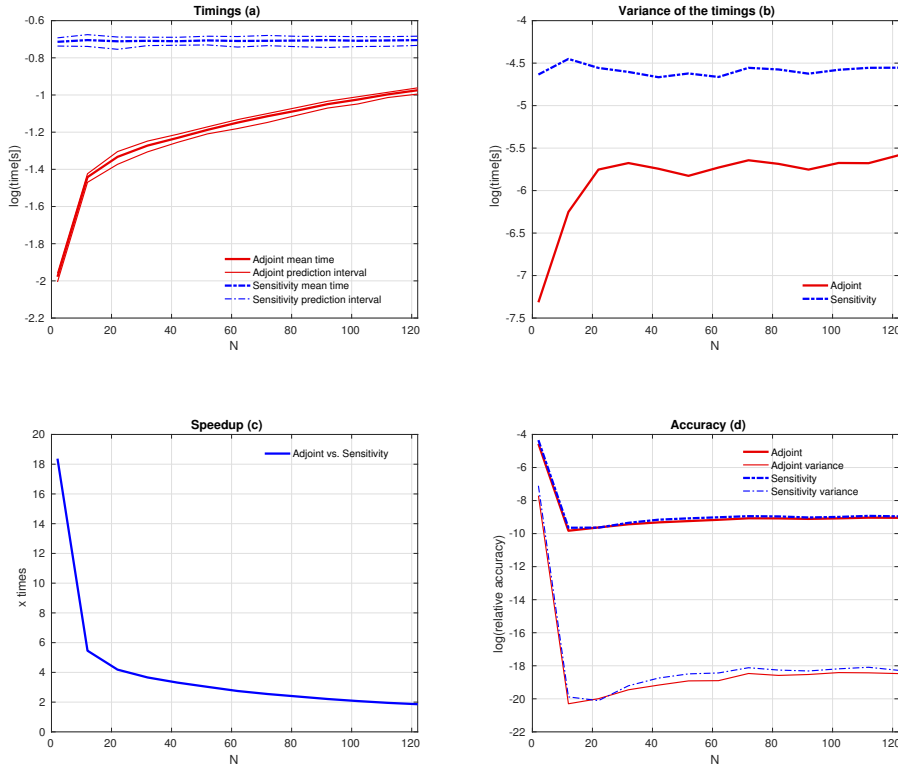 Timings (a)
-0.6
-0.8
-1
-1.2
-1.4
-1.6
-1.8
-2
-2.2
log(time[s])
Adjoint mean time
Adjoint prediction interval
Sensitivity mean time
Sensitivity prediction interval
0 20 40 60 80 100 120
N
Variance of the timings (b)
-4
-4.5
-5
-5.5
-6
-6.5
-7
-7.5
log(time[s])
Adjoint
Sensitivity
0 20 40 60 80 100 120
N
Speedup (c)
20
18
16
14
12
10
8
6
4
2
0
x times
Adjoint vs. Sensitivity
0 20 40 60 80 100 120
N
Accuracy (d)
-4
-6
-8
-10
-12
-14
-16
-18
-20
-22
log(relative accuracy)
Adjoint
Adjoint variance
Sensitivity
Sensitivity variance
0 20 40 60 80 100 120
N